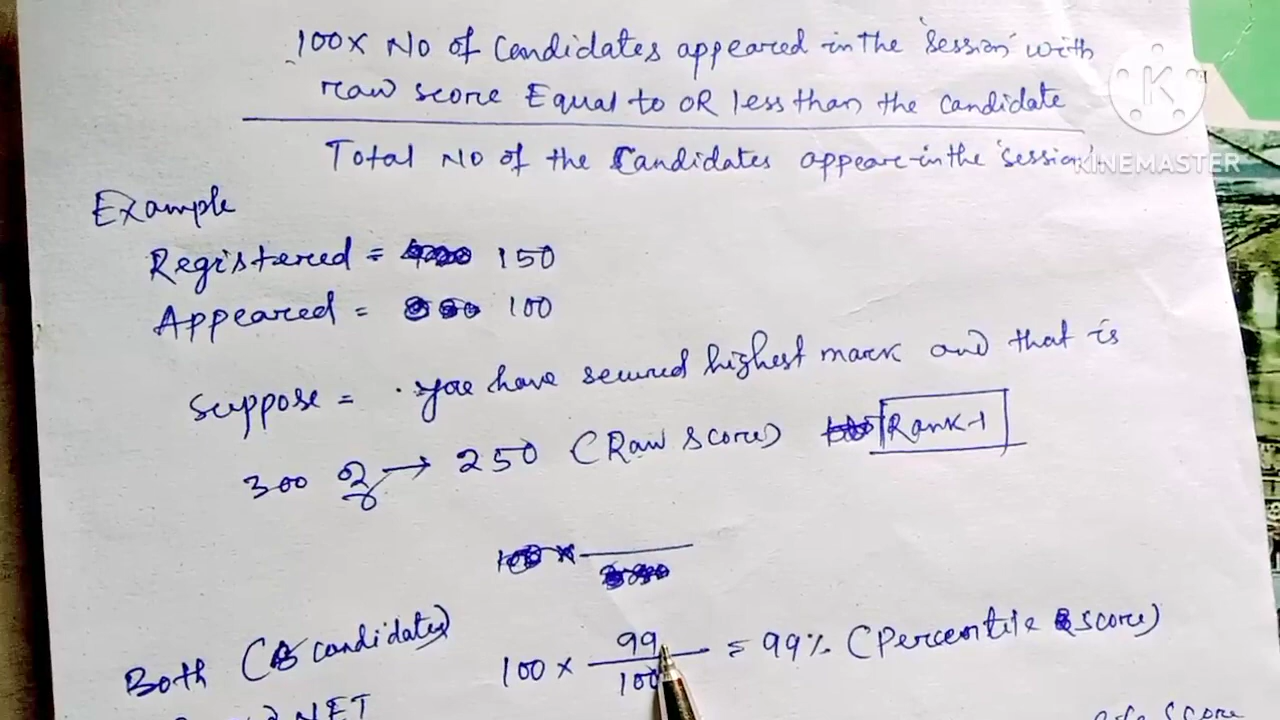 100x No of candidates appeared in the 'session' with
raw score Equal to OR less than the candidate
Total No of the Candidates appeare in the 'session'.
K
KINEMASTER
Example
Registered = 150
Appeared = 100
Suppose = you have secured highest mark and that is
300 → 250 (Raw score) Rank-1
100 x 99 / 100 = 99% (Percentile score)
Both (candidates)
NET
score